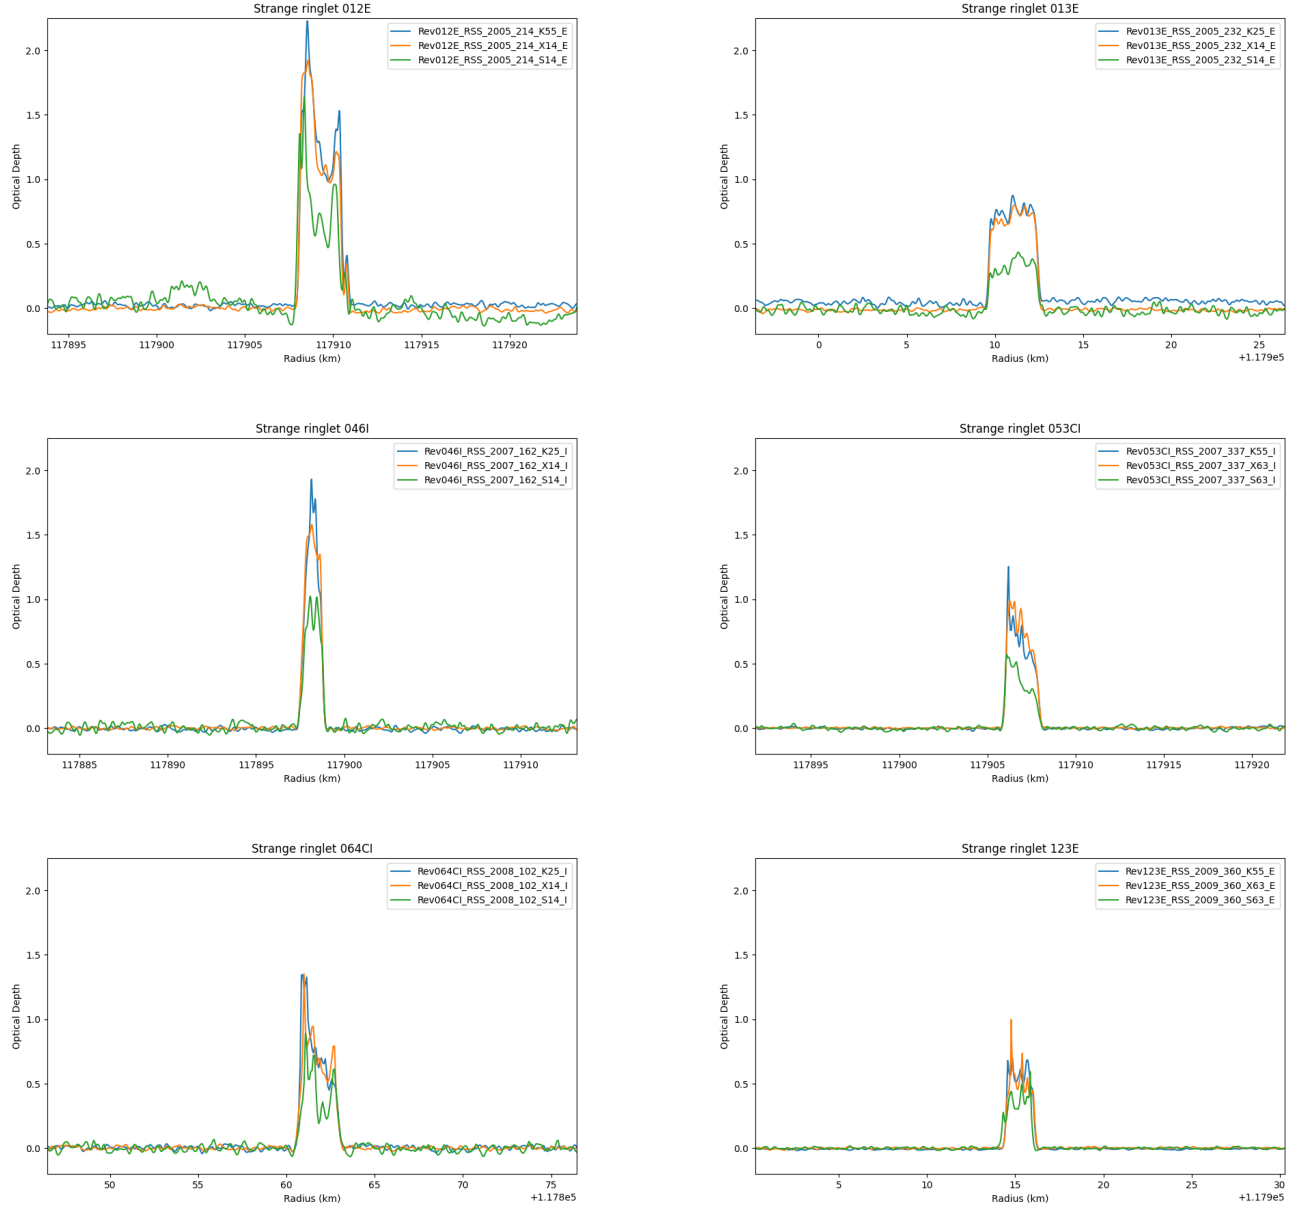 Strange ringlet 012E
Rev012E_RSS_2005_214_K55_E
Rev012E_RSS_2005_214_X14_E
Rev012E_RSS_2005_214_S14_E
2.0
1.5
1.0
0.5
0.0
Optical Depth
117895 117900 117905 117910 117915 117920
Radius (km)
Strange ringlet 013E
Rev013E_RSS_2005_232_K25_E
Rev013E_RSS_2005_232_X14_E
Rev013E_RSS_2005_232_S14_E
2.0
1.5
1.0
0.5
0.0
Optical Depth
0 5 10 15 20 25
Radius (km)
+1.179e5
Strange ringlet 046I
Rev046I_RSS_2007_162_K25_I
Rev046I_RSS_2007_162_X14_I
Rev046I_RSS_2007_162_S14_I
2.0
1.5
1.0
0.5
0.0
Optical Depth
117885 117890 117895 117900 117905 117910
Radius (km)
Strange ringlet 053CI
Rev053CI_RSS_2007_337_K55_I
Rev053CI_RSS_2007_337_X63_I
Rev053CI_RSS_2007_337_S63_I
2.0
1.5
1.0
0.5
0.0
Optical Depth
117895 117900 117905 117910 117915 117920
Radius (km)
Strange ringlet 064CI
Rev064CI_RSS_2008_102_K25_I
Rev064CI_RSS_2008_102_X14_I
Rev064CI_RSS_2008_102_S14_I
2.0
1.5
1.0
0.5
0.0
Optical Depth
50 55 60 65 70 75
Radius (km)
+1.178e5
Strange ringlet 123E
Rev123E_RSS_2009_360_K55_E
Rev123E_RSS_2009_360_X63_E
Rev123E_RSS_2009_360_S63_E
2.0
1.5
1.0
0.5
0.0
Optical Depth
5 10 15 20 25 30
Radius (km)
+1.179e5